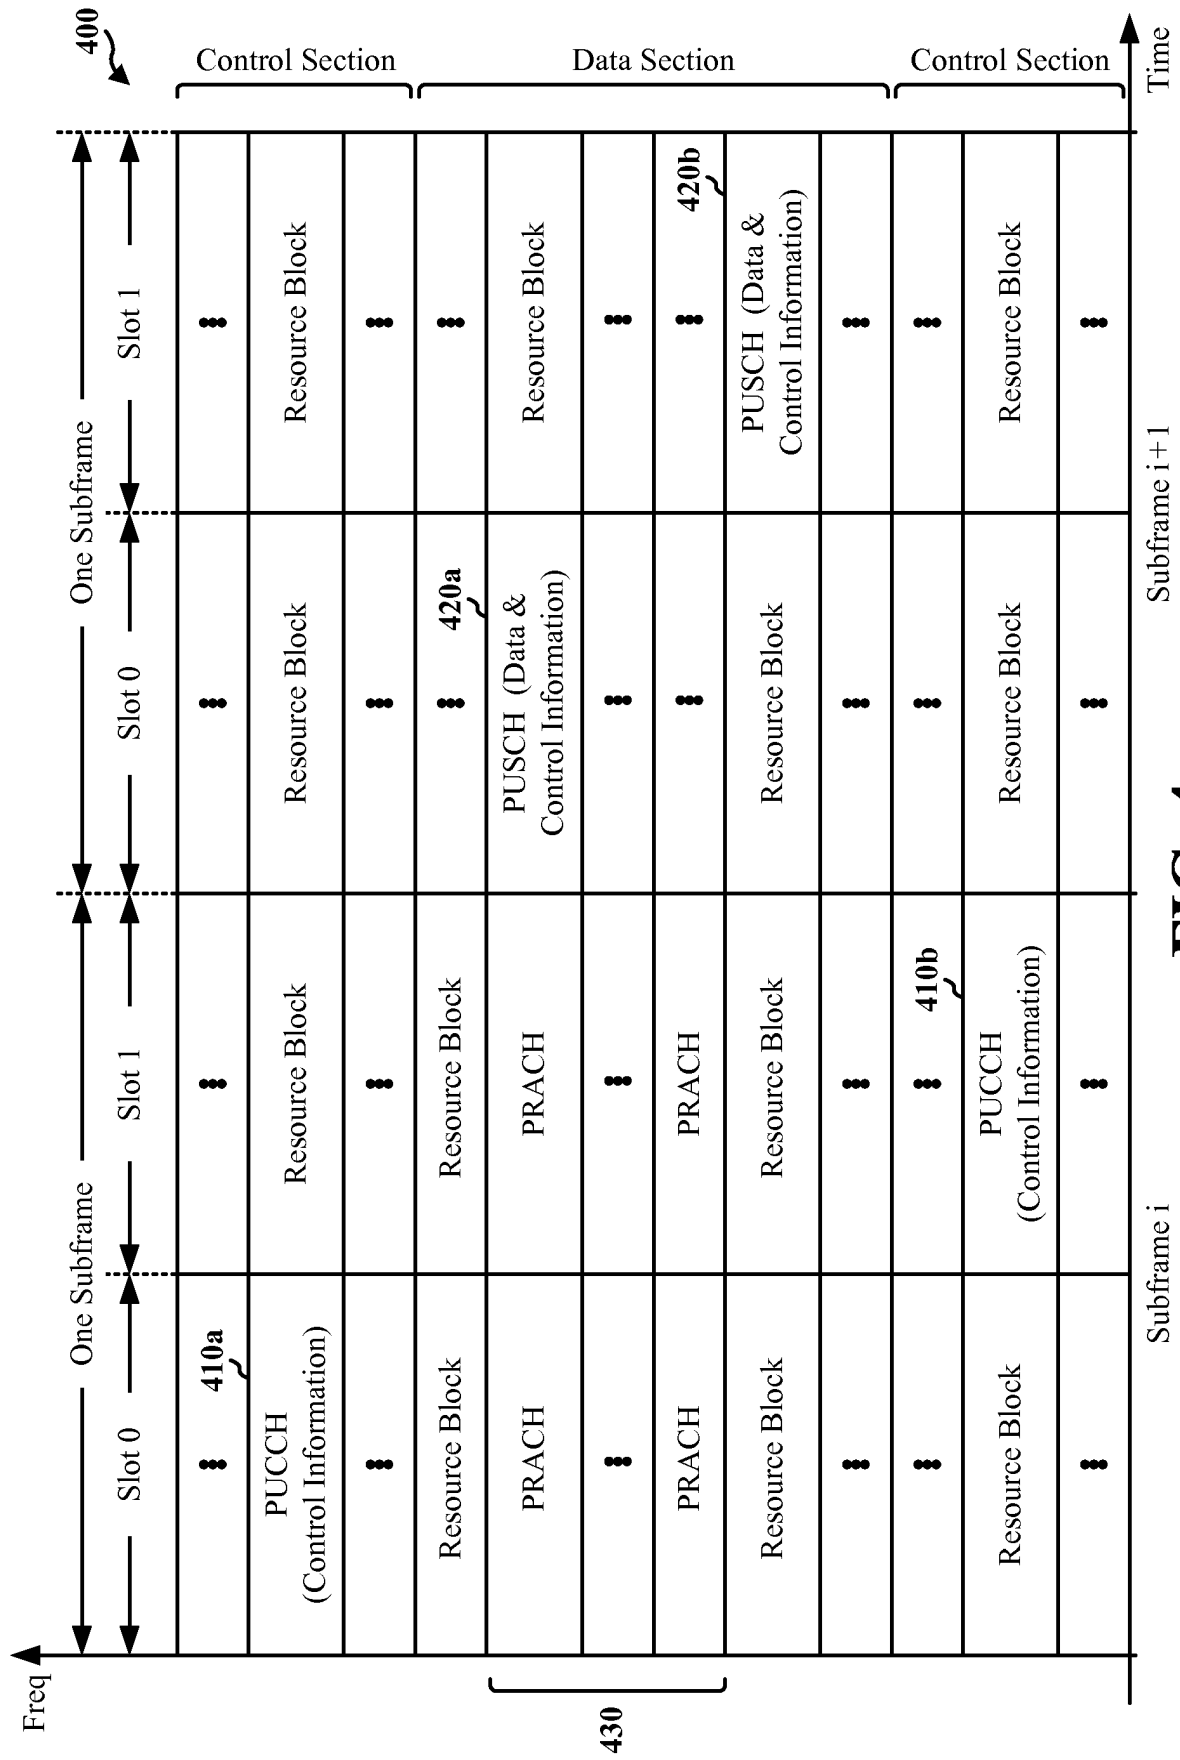 Freq
400
One Subframe
One Subframe
Slot 0
Slot 1
Slot 0
Slot 1
410a
PUCCH
(Control Information)
Resource Block
Resource Block
Resource Block
Control Section
Resource Block
Resource Block
420a
PRACH
PRACH
PUSCH (Data &
Control Information)
Resource Block
430
Data Section
PRACH
PRACH
420b
Resource Block
Resource Block
Resource Block
PUSCH (Data &
Control Information)
410b
Resource Block
PUCCH
(Control Information)
Resource Block
Resource Block
Control Section
Subframe i
Subframe i+1
Time
FIG. 4